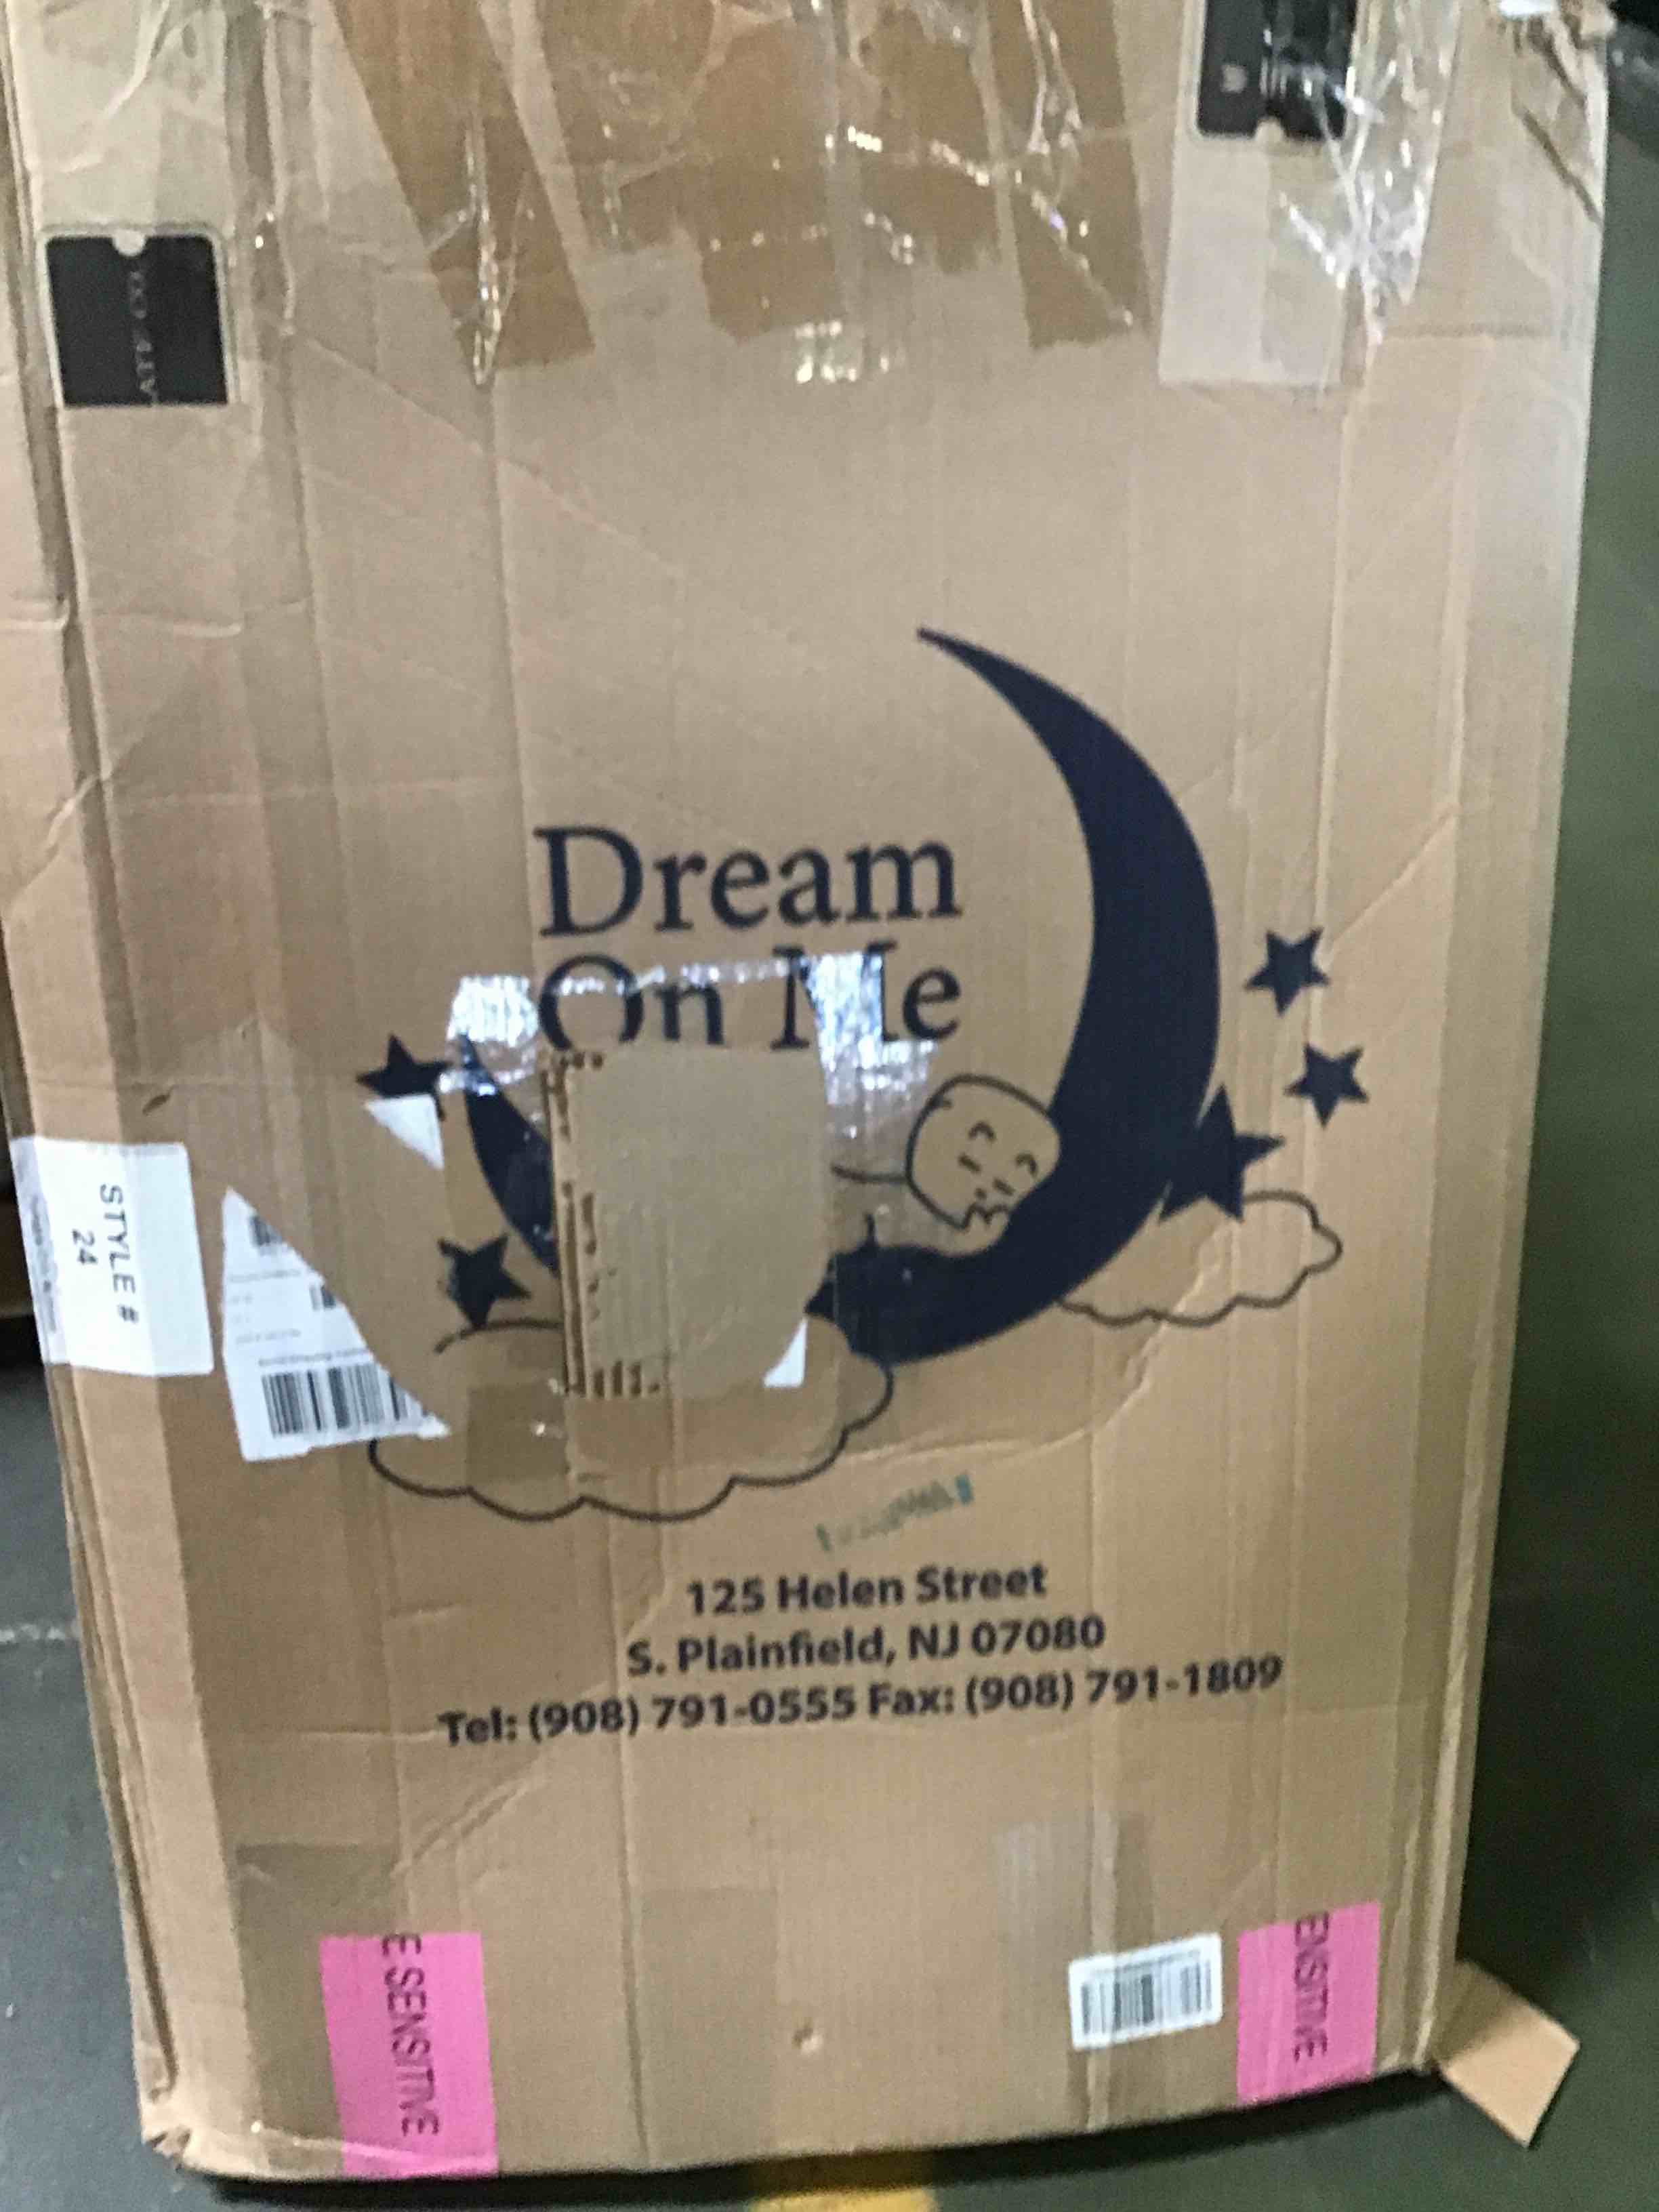 Dream
On Me
STYLE #
24
125 Helen Street
S. Plainfield, NJ 07080
Tel: (908) 791-0555 Fax: (908) 791-1809
E SENSITIVE
ENSITIVE